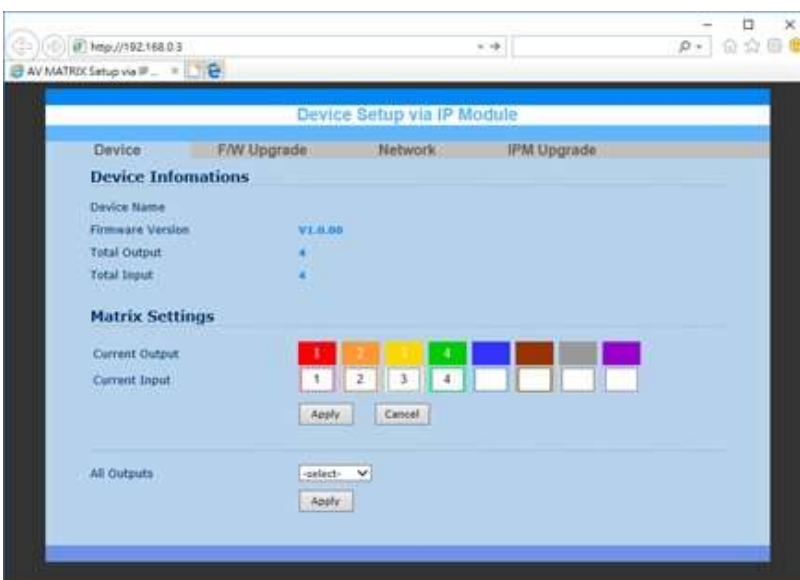 http://192.168.0.3
AV MATRIX Setup via IP ...
Device Setup via IP Module
Device F/W Upgrade Network IPM Upgrade
Device Infomations
Device Name
Firmware Version V1.0.00
Total Output 4
Total Input 4
Matrix Settings
Current Output 1 2 3 4
Current Input 1 2 3 4
Apply Cancel
All Outputs -select-
Apply